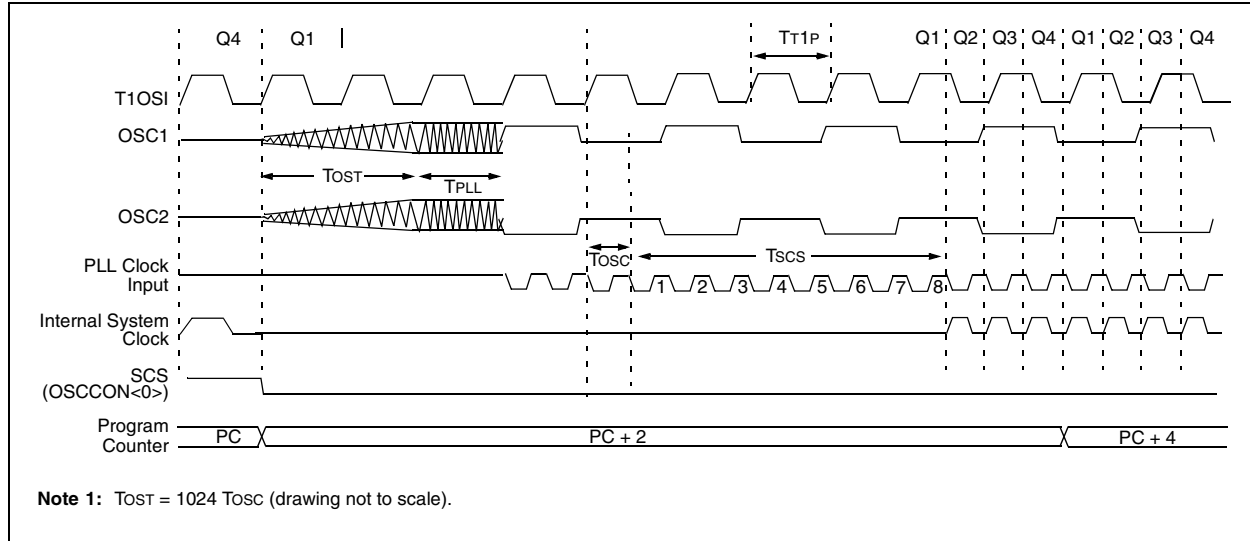 Q4 Q1 TT1P Q1 Q2 Q3 Q4 Q1 Q2 Q3 Q4
T1OSI
OSC1
TOST TPLL
OSC2
TOSC TSCS
PLL Clock
Input
1 2 3 4 5 6 7 8
Internal System
Clock
SCS
(OSCCON<0>)
Program
Counter
PC PC + 2 PC + 4
Note 1: TOST = 1024 TOSC (drawing not to scale).